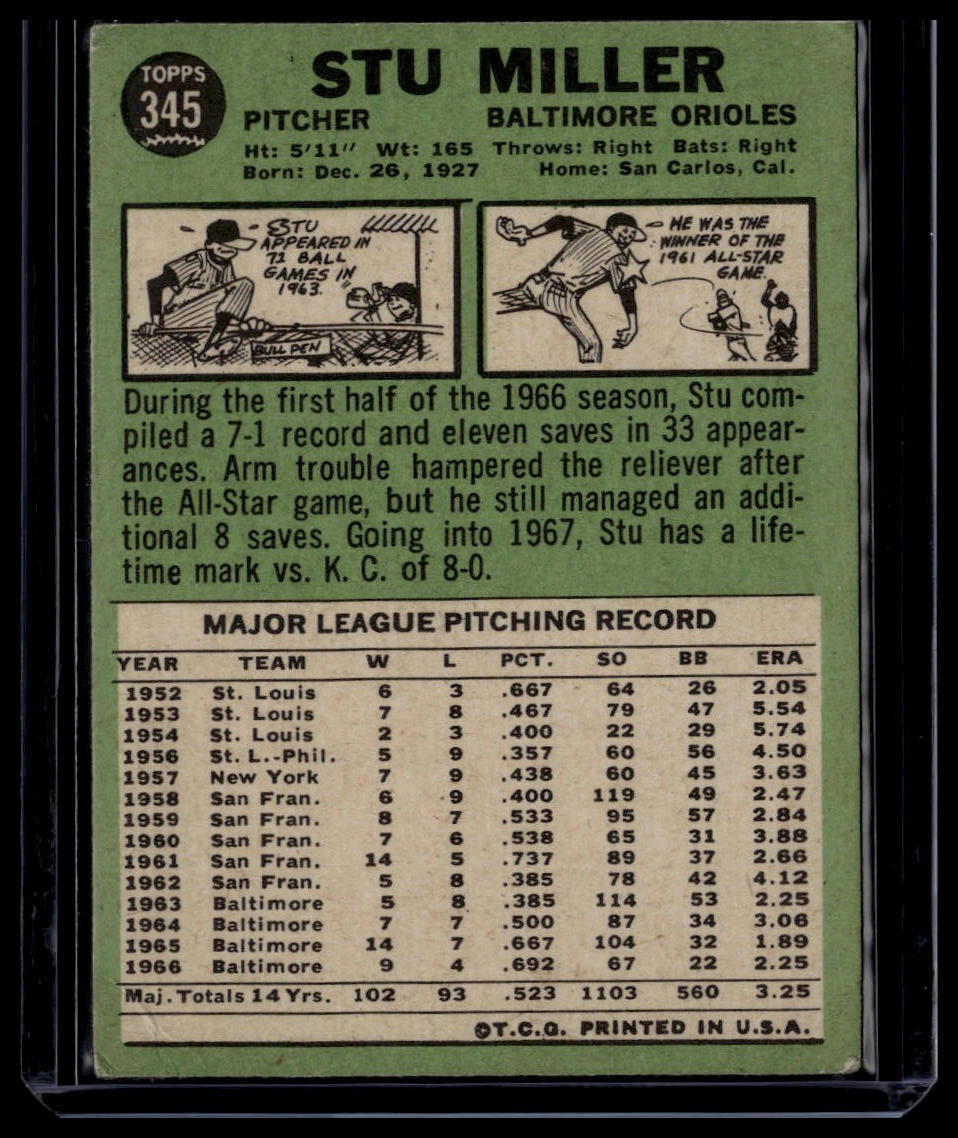 TOPPS
345
STU MILLER
PITCHER BALTIMORE ORIOLES
Ht: 5'11" Wt: 165 Throws: Right Bats: Right
Born: Dec. 26, 1927 Home: San Carlos, Cal.
STU
APPEARED IN
71 BALL
GAMES IN
1963.
BULL PEN
HE WAS THE
WINNER OF THE
1961 ALL-STAR
GAME.
During the first half of the 1966 season, Stu com-
piled a 7-1 record and eleven saves in 33 appear-
ances. Arm trouble hampered the reliever after
the All-Star game, but he still managed an addi-
tional 8 saves. Going into 1967, Stu has a life-
time mark vs. K. C. of 8-0.
MAJOR LEAGUE PITCHING RECORD
YEAR TEAM W L PCT. SO BB ERA
1952 St. Louis 6 3 .667 64 26 2.05
1953 St. Louis 7 8 .467 79 47 5.54
1954 St. Louis 2 3 .400 22 29 5.74
1956 St. L.-Phil. 5 9 .357 60 56 4.50
1957 New York 7 9 .438 60 45 3.63
1958 San Fran. 6 9 .400 119 49 2.47
1959 San Fran. 8 7 .533 95 57 2.84
1960 San Fran. 7 6 .538 65 31 3.88
1961 San Fran. 14 5 .737 89 37 2.66
1962 San Fran. 5 8 .385 78 42 4.12
1963 Baltimore 5 8 .385 114 53 2.25
1964 Baltimore 7 7 .500 87 34 3.06
1965 Baltimore 14 7 .667 104 32 1.89
1966 Baltimore 9 4 .692 67 22 2.25
Maj. Totals 14 Yrs. 102 93 .523 1103 560 3.25
©T.C.G. PRINTED IN U.S.A.